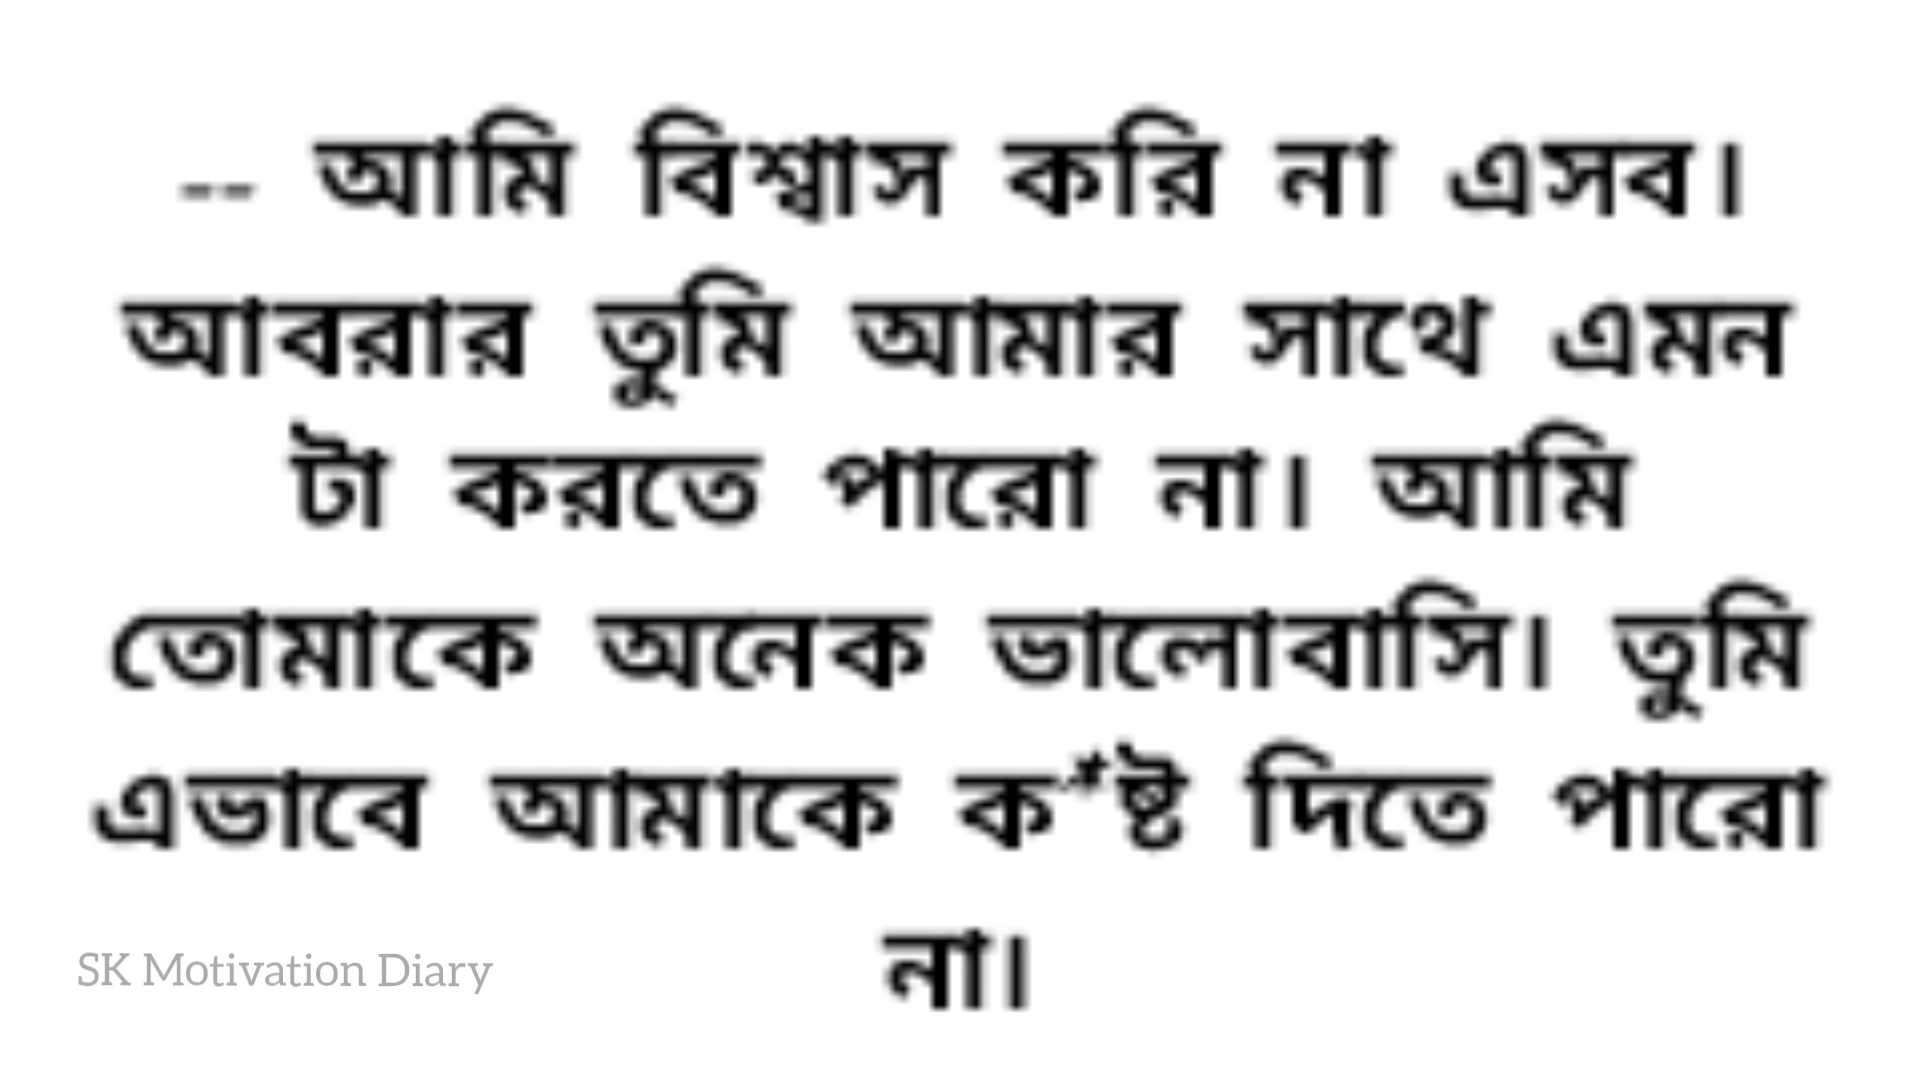 -- আমি বিশ্বাস করি না এসব।
আবরার তুমি আমার সাথে এমন
টা করতে পারো না। আমি
তোমাকে অনেক ভালোবাসি। তুমি
এভাবে আমাকে ক*ষ্ট দিতে পারো
না।
SK Motivation Diary